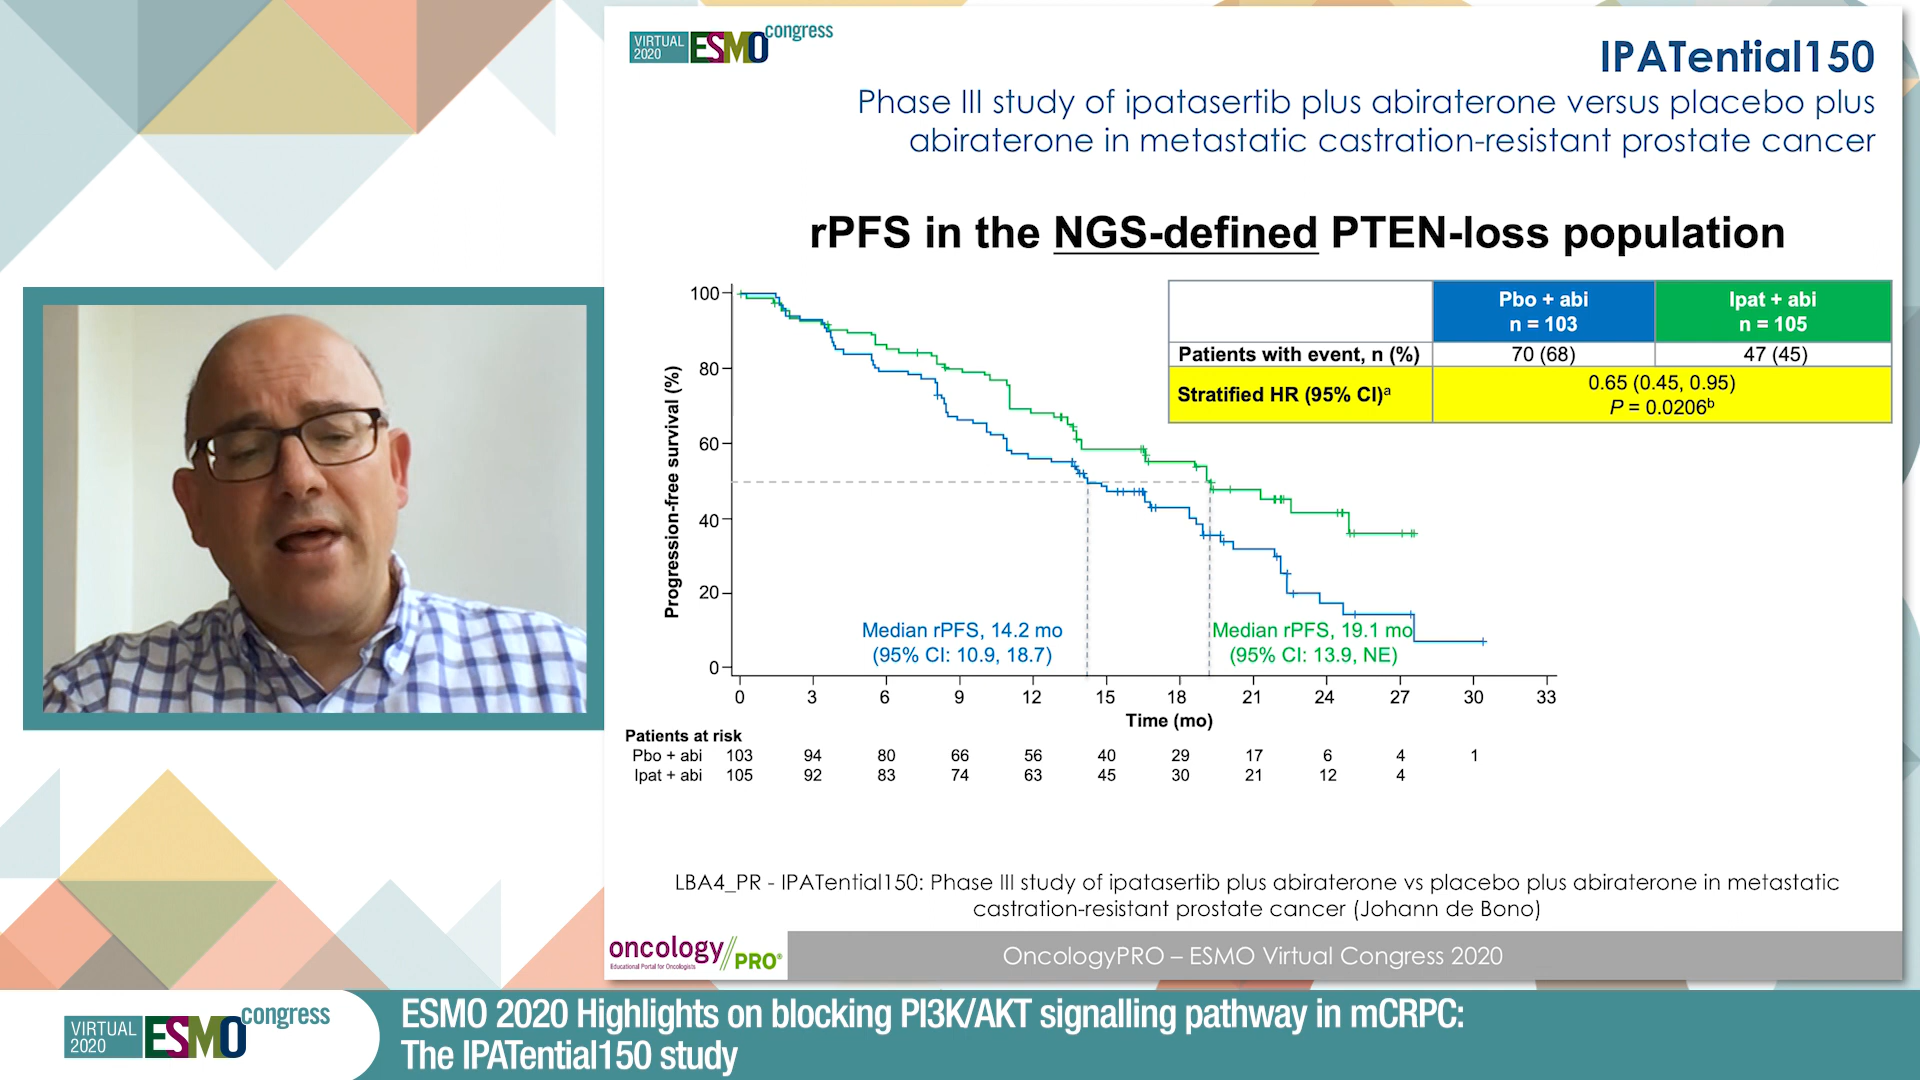 VIRTUAL 2020 ESMO congress
IPATential150
Phase III study of ipatasertib plus abiraterone versus placebo plus
abiraterone in metastatic castration-resistant prostate cancer
rPFS in the NGS-defined PTEN-loss population
Pbo + abi
n = 103
Ipat + abi
n = 105
Patients with event, n (%) 70 (68) 47 (45)
Stratified HR (95% CI)a
0.65 (0.45, 0.95)
P = 0.0206b
Progression-free survival (%)
100
80
60
40
20
0
Median rPFS, 14.2 mo
(95% CI: 10.9, 18.7)
Median rPFS, 19.1 mo
(95% CI: 13.9, NE)
0 3 6 9 12 15 18 21 24 27 30 33
Time (mo)
Patients at risk
Pbo + abi 103 94 80 66 56 40 29 17 6 4 1
Ipat + abi 105 92 83 74 63 45 30 21 12 4
LBA4_PR - IPATential150: Phase III study of ipatasertib plus abiraterone vs placebo plus abiraterone in metastatic
castration-resistant prostate cancer (Johann de Bono)
oncology//PRO®
Educational Portal for Oncologists
OncologyPRO – ESMO Virtual Congress 2020
VIRTUAL 2020 ESMO congress
ESMO 2020 Highlights on blocking PI3K/AKT signalling pathway in mCRPC:
The IPATential150 study